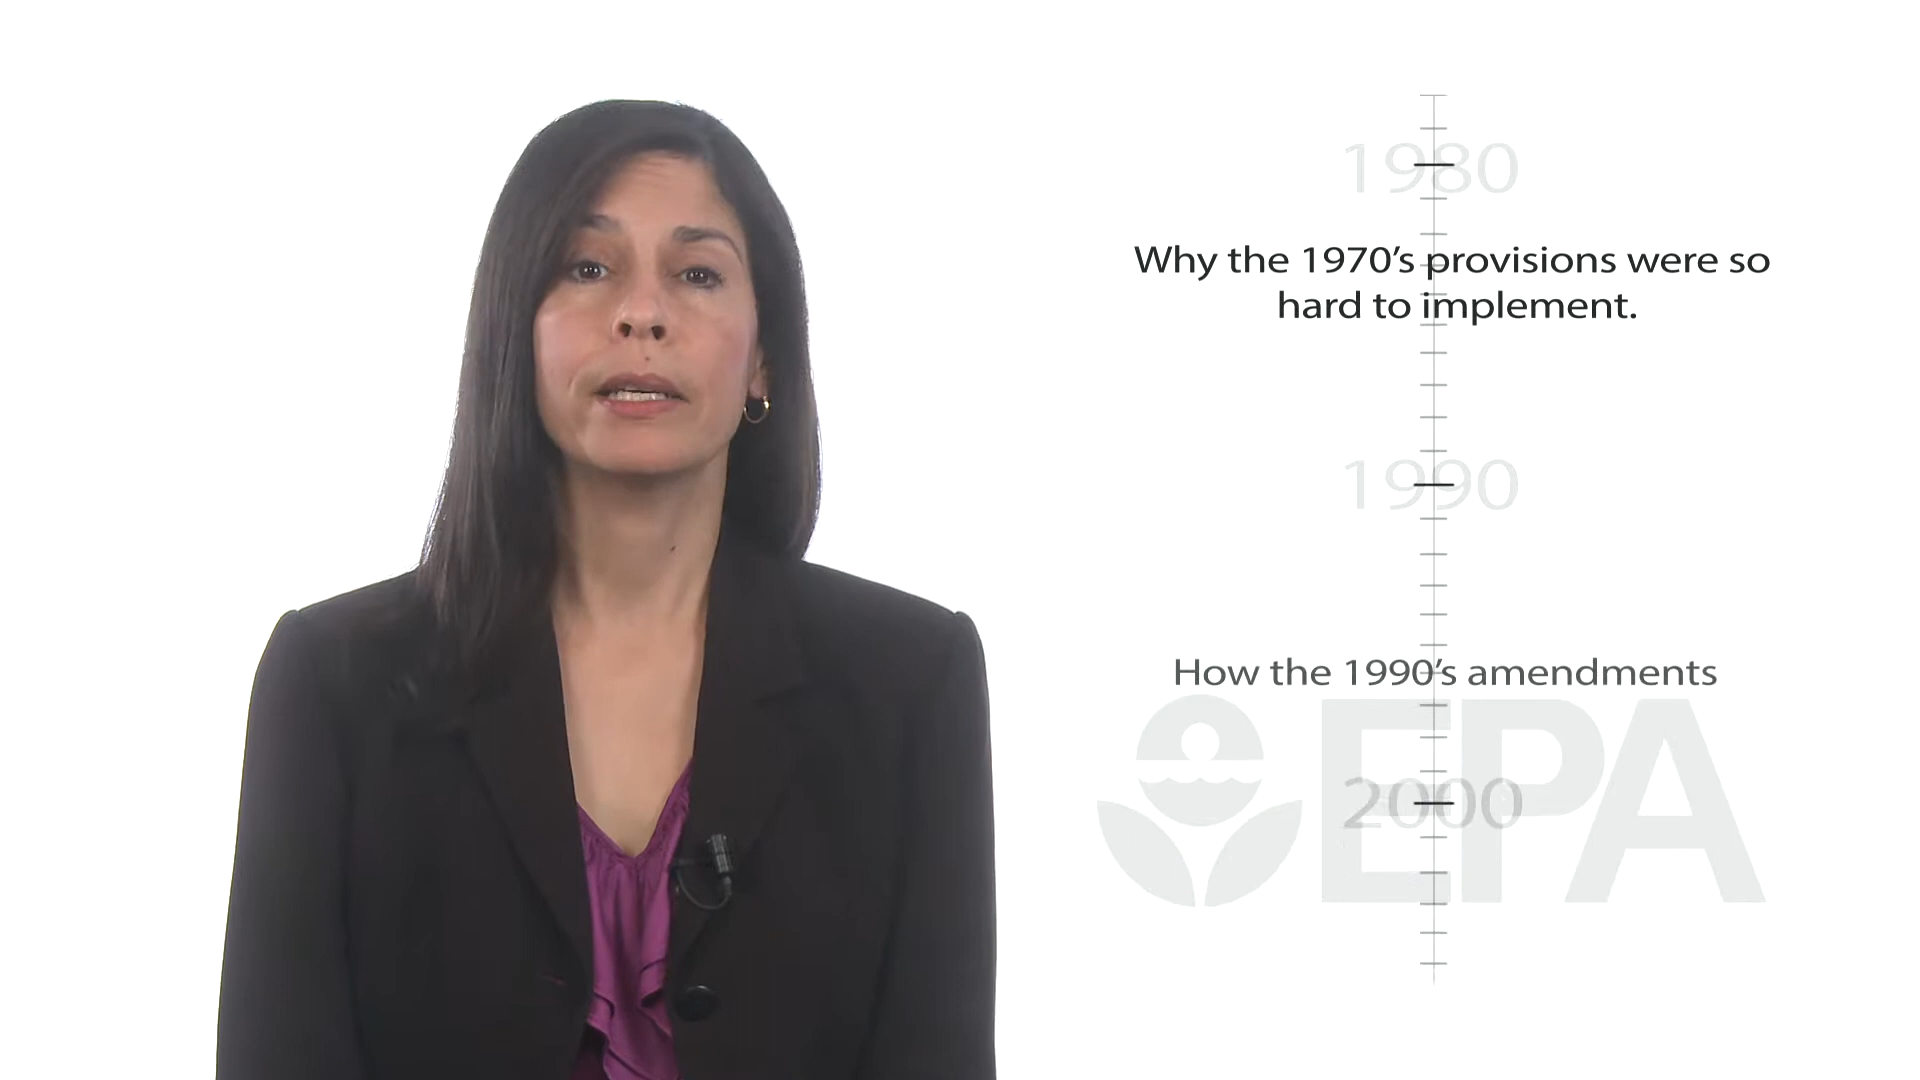 1980
Why the 1970's provisions were so
hard to implement.
1990
How the 1990's amendments
EPA
2000